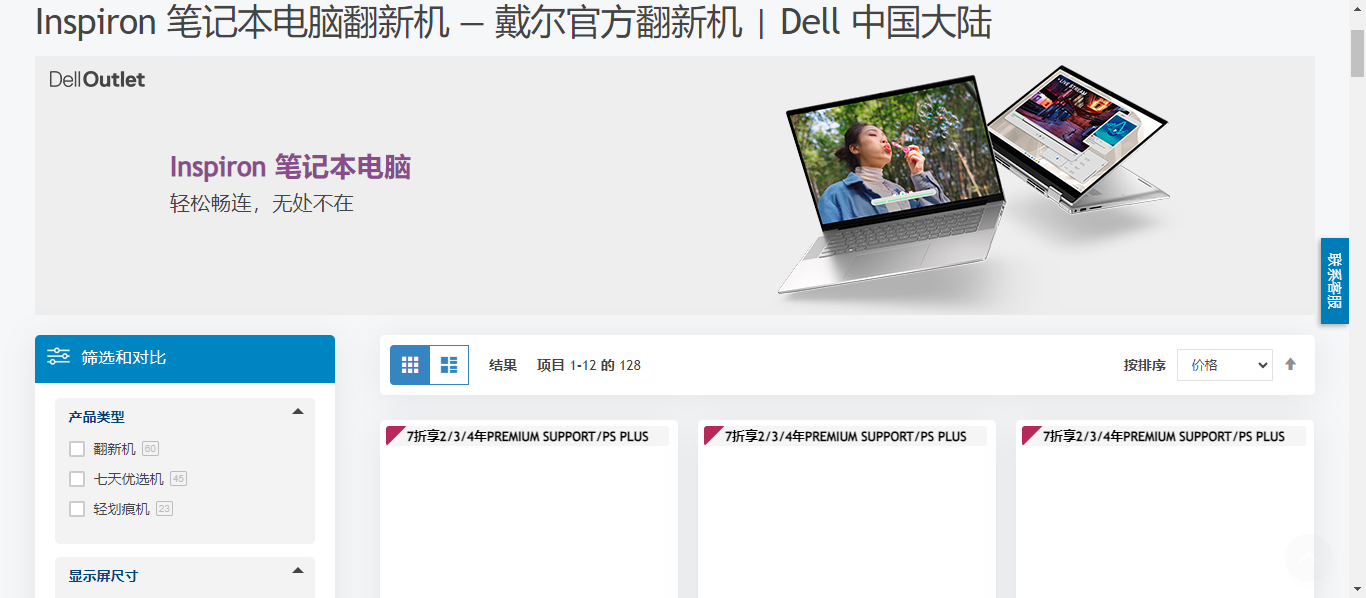 Inspiron 笔记本电脑翻新机 – 戴尔官方翻新机 | Dell 中国大陆
DellOutlet
LIVE STREAM
Inspiron 笔记本电脑
轻松畅连，无处不在
联系客服
筛选和对比
结果 项目 1-12 的 128
按排序 价格
产品类型
翻新机 60
七天优选机 45
轻划痕机 23
显示屏尺寸
7折享2/3/4年PREMIUM SUPPORT/PS PLUS
7折享2/3/4年PREMIUM SUPPORT/PS PLUS
7折享2/3/4年PREMIUM SUPPORT/PS PLUS